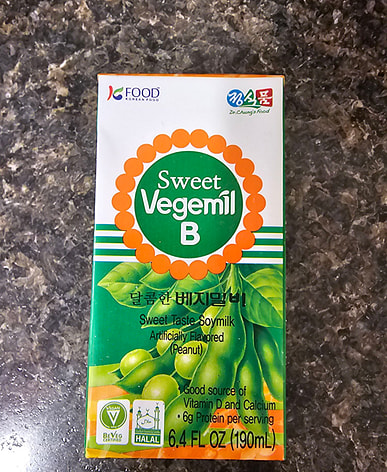 K FOOD
KOREAN FOOD
정식품
Dr. Chung's Food
Sweet
Vegemil
B
달콤한 베지밀 비
Sweet Taste Soymilk
Artificially Flavored
(Peanut)
• Good source of
Vitamin D and Calcium
• 6g Protein per serving
V
BEVEG
CERTIFIED
HALAL
6.4 FL OZ (190mL)